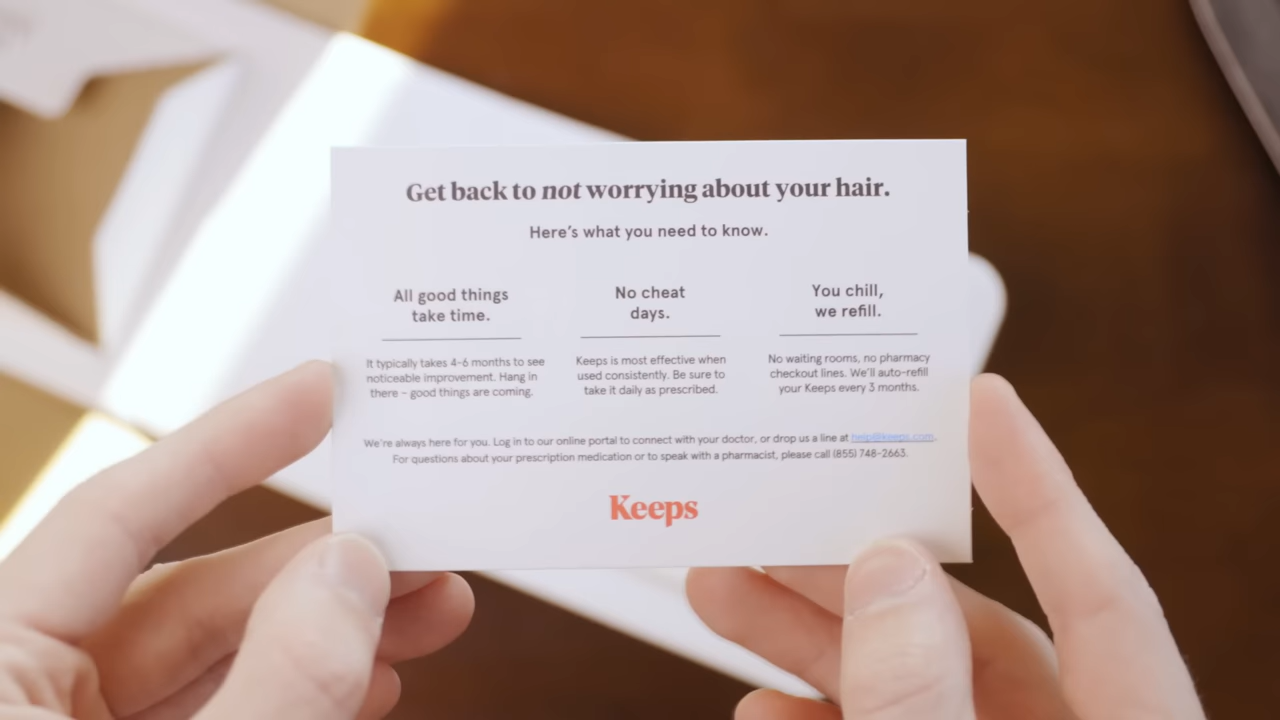 Get back to not worrying about your hair.
Here's what you need to know.
All good things
take time.
It typically takes 4-6 months to see
noticeable improvement. Hang in
there – good things are coming.
No cheat
days.
Keeps is most effective when
used consistently. Be sure to
take it daily as prescribed.
You chill,
we refill.
No waiting rooms, no pharmacy
checkout lines. We'll auto-refill
your Keeps every 3 months.
We're always here for you. Log in to our online portal to connect with your doctor, or drop us a line at help@keeps.com.
For questions about your prescription medication or to speak with a pharmacist, please call (855) 748-2663.
Keeps